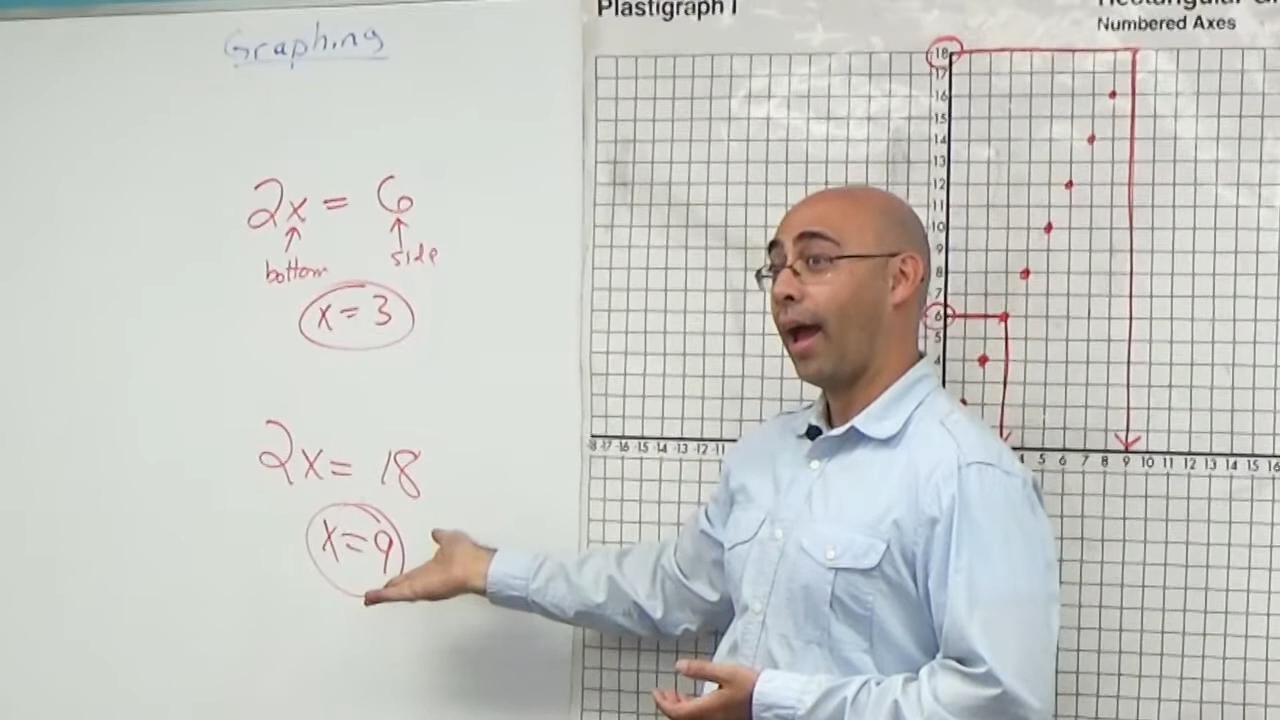 Graphing
2x = 6
bottom
side
x = 3
2x = 18
x = 9
Plastigraph I
Numbered Axes
18
17
16
15
14
13
12
11
10
9
8
7
6
5
4
-17 -16 -15 -14 -13 -12 -11
4 5 6 7 8 9 10 11 12 13 14 15 16